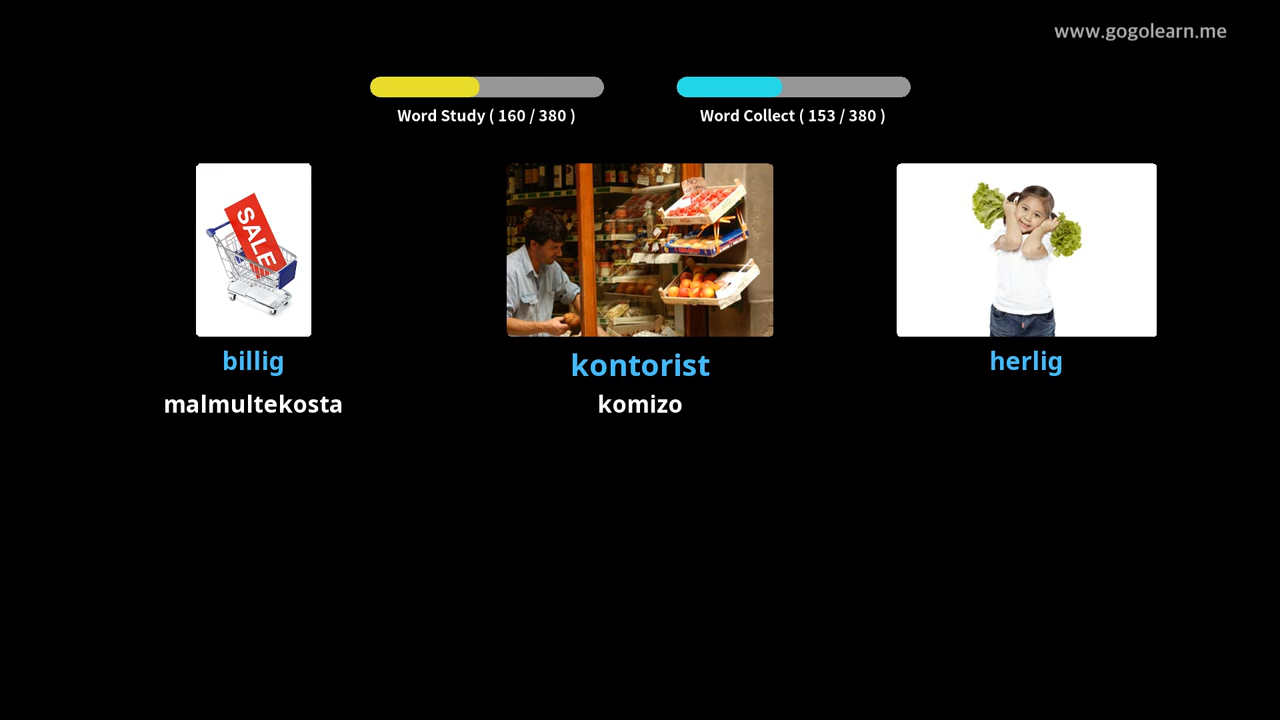 www.gogolearn.me
Word Study ( 160 / 380 )
Word Collect ( 153 / 380 )
SALE
billig
kontorist
herlig
malmultekosta
komizo